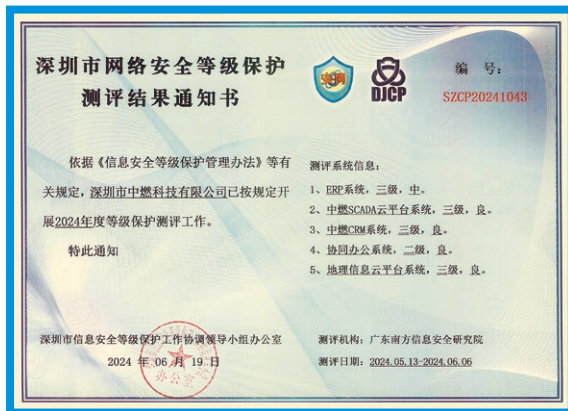 深圳市网络安全等级保护
测评结果通知书
安网
DJCP
编 号：
SZCP20241043
依据《信息安全等级保护管理办法》等有
关规定，深圳市中燃科技有限公司已按规定开
展2024年度等级保护测评工作。
特此通知
测评系统信息：
1、ERP系统，三级，中。
2、中燃SCADA云平台系统，三级，良。
3、中燃CRM系统，三级，良。
4、协同办公系统，二级，良。
5、地理信息云平台系统，三级，良。
深圳市信息安全等级保护工作协调领导小组办公室
2024 年 06 月 19 日
办公室
测评机构：广东南方信息安全研究院
测评日期：2024.05.13-2024.06.06